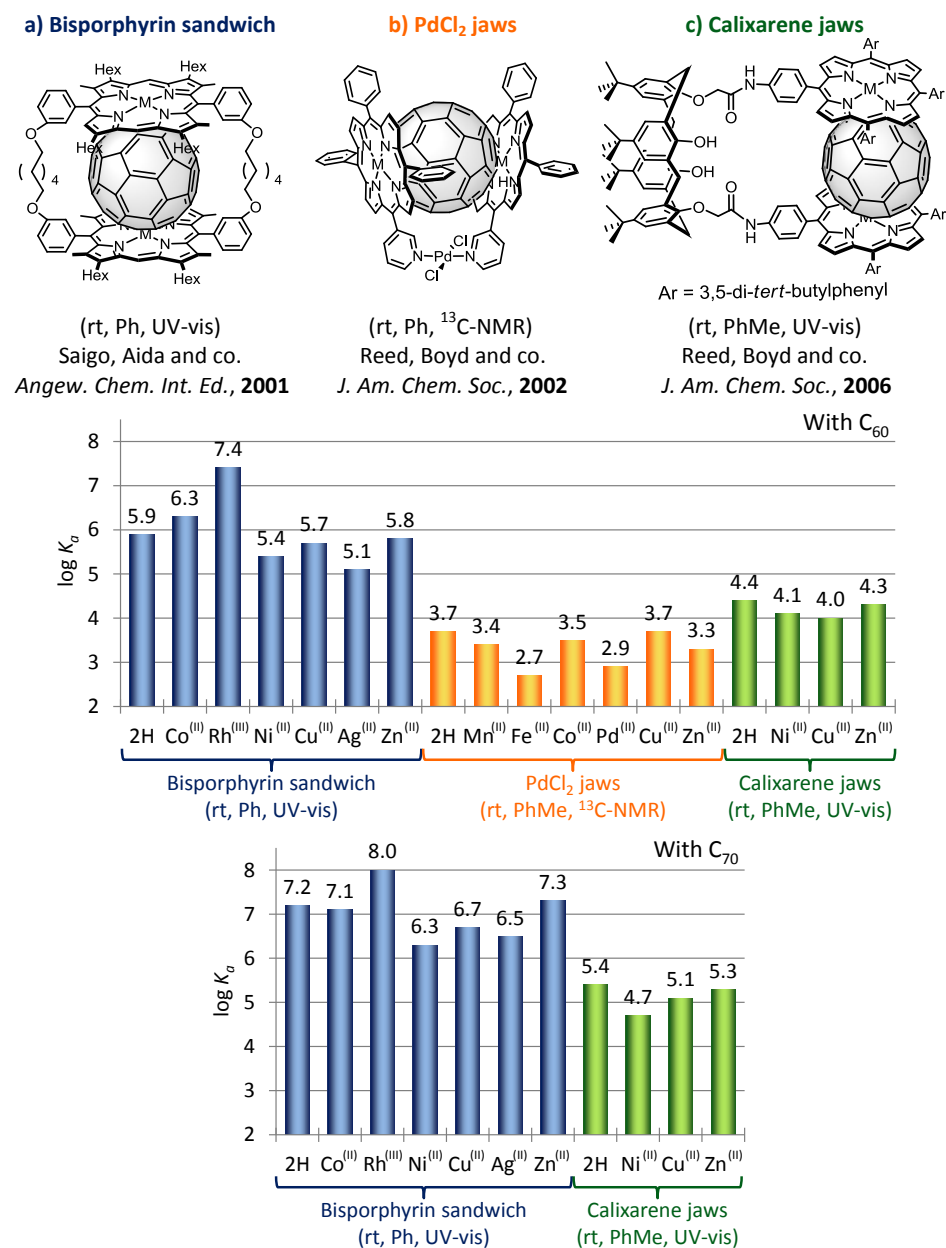 a) Bisporphyrin sandwich
b) PdCl₂ jaws
c) Calixarene jaws
Hex
Hex
N
N
M
N
N
Hex
Hex
O
O
( )4
( )4
O
O
N
N
M
N
N
Hex
Hex
N
N
M
N
N
N
N
M
N
HN
N
Cl
Pd
Cl
N
Ar
O
O
N
H
N
N
M
N
N
Ar
Ar
Ar
OH
OH
O
O
N
H
N
N
M
N
N
Ar
Ar
Ar = 3,5-di-tert-butylphenyl
(rt, Ph, UV-vis)
Saigo, Aida and co.
Angew. Chem. Int. Ed., 2001
(rt, Ph, ¹³C-NMR)
Reed, Boyd and co.
J. Am. Chem. Soc., 2002
(rt, PhMe, UV-vis)
Reed, Boyd and co.
J. Am. Chem. Soc., 2006
With C₆₀
log Kₐ
8
7
6
5
4
3
2
5.9
6.3
7.4
5.4
5.7
5.1
5.8
3.7
3.4
2.7
3.5
2.9
3.7
3.3
4.4
4.1
4.0
4.3
2H Co(II) Rh(III) Ni(II) Cu(II) Ag(II) Zn(II) 2H Mn(II) Fe(II) Co(II) Pd(II) Cu(II) Zn(II) 2H Ni(II) Cu(II) Zn(II)
Bisporphyrin sandwich
(rt, Ph, UV-vis)
PdCl₂ jaws
(rt, PhMe, ¹³C-NMR)
Calixarene jaws
(rt, PhMe, UV-vis)
With C₇₀
log Kₐ
8
7
6
5
4
3
2
7.2
7.1
8.0
6.3
6.7
6.5
7.3
5.4
4.7
5.1
5.3
2H Co(II) Rh(III) Ni(II) Cu(II) Ag(II) Zn(II) 2H Ni(II) Cu(II) Zn(II)
Bisporphyrin sandwich
(rt, Ph, UV-vis)
Calixarene jaws
(rt, PhMe, UV-vis)